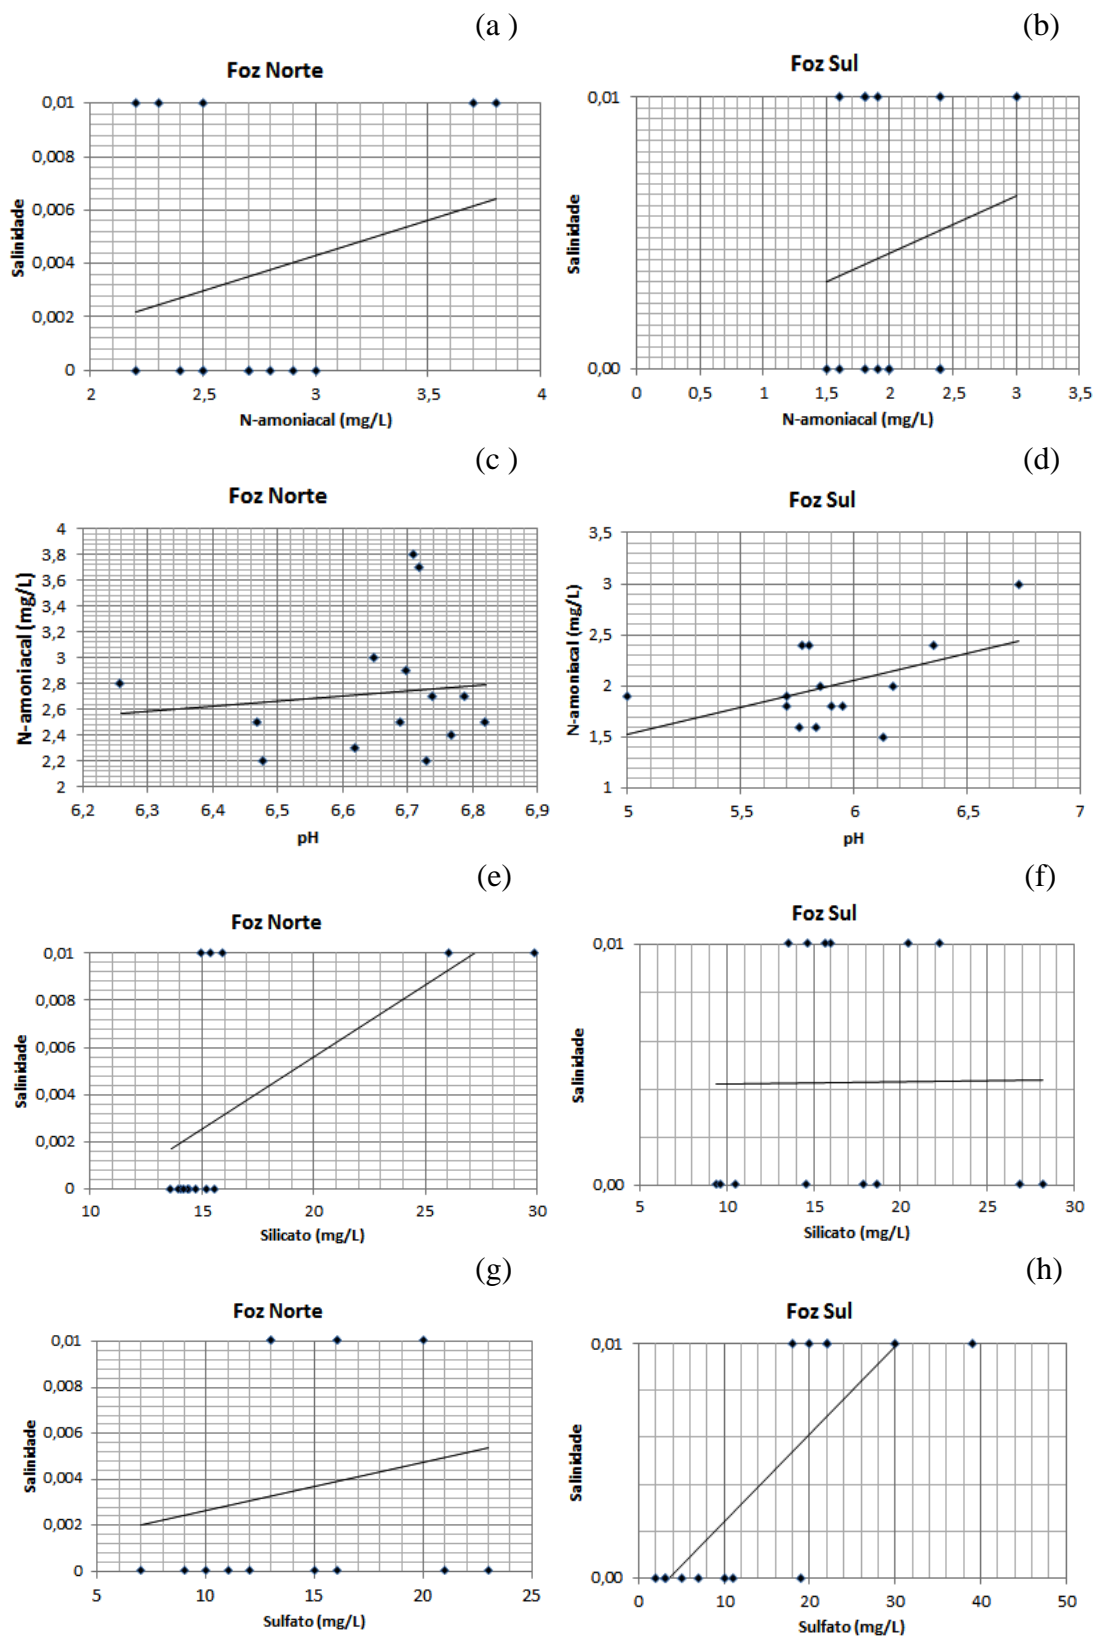 (a )
Foz Norte
Salinidade
0,01
0,008
0,006
0,004
0,002
0
2 2,5 3 3,5 4
N-amoniacal (mg/L)
(b)
Foz Sul
Salinidade
0,01
0,00
0 0,5 1 1,5 2 2,5 3 3,5
N-amoniacal (mg/L)
(c )
Foz Norte
N-amoniacal (mg/L)
4
3,8
3,6
3,4
3,2
3
2,8
2,6
2,4
2,2
2
6,2 6,3 6,4 6,5 6,6 6,7 6,8 6,9
pH
(d)
Foz Sul
N-amoniacal (mg/L)
3,5
3
2,5
2
1,5
1
5 5,5 6 6,5 7
pH
(e)
Foz Norte
Salinidade
0,01
0,008
0,006
0,004
0,002
0
10 15 20 25 30
Silicato (mg/L)
(f)
Foz Sul
Salinidade
0,01
0,00
5 10 15 20 25 30
Silicato (mg/L)
(g)
Foz Norte
Salinidade
0,01
0,008
0,006
0,004
0,002
0
5 10 15 20 25
Sulfato (mg/L)
(h)
Foz Sul
Salinidade
0,01
0,00
0 10 20 30 40 50
Sulfato (mg/L)